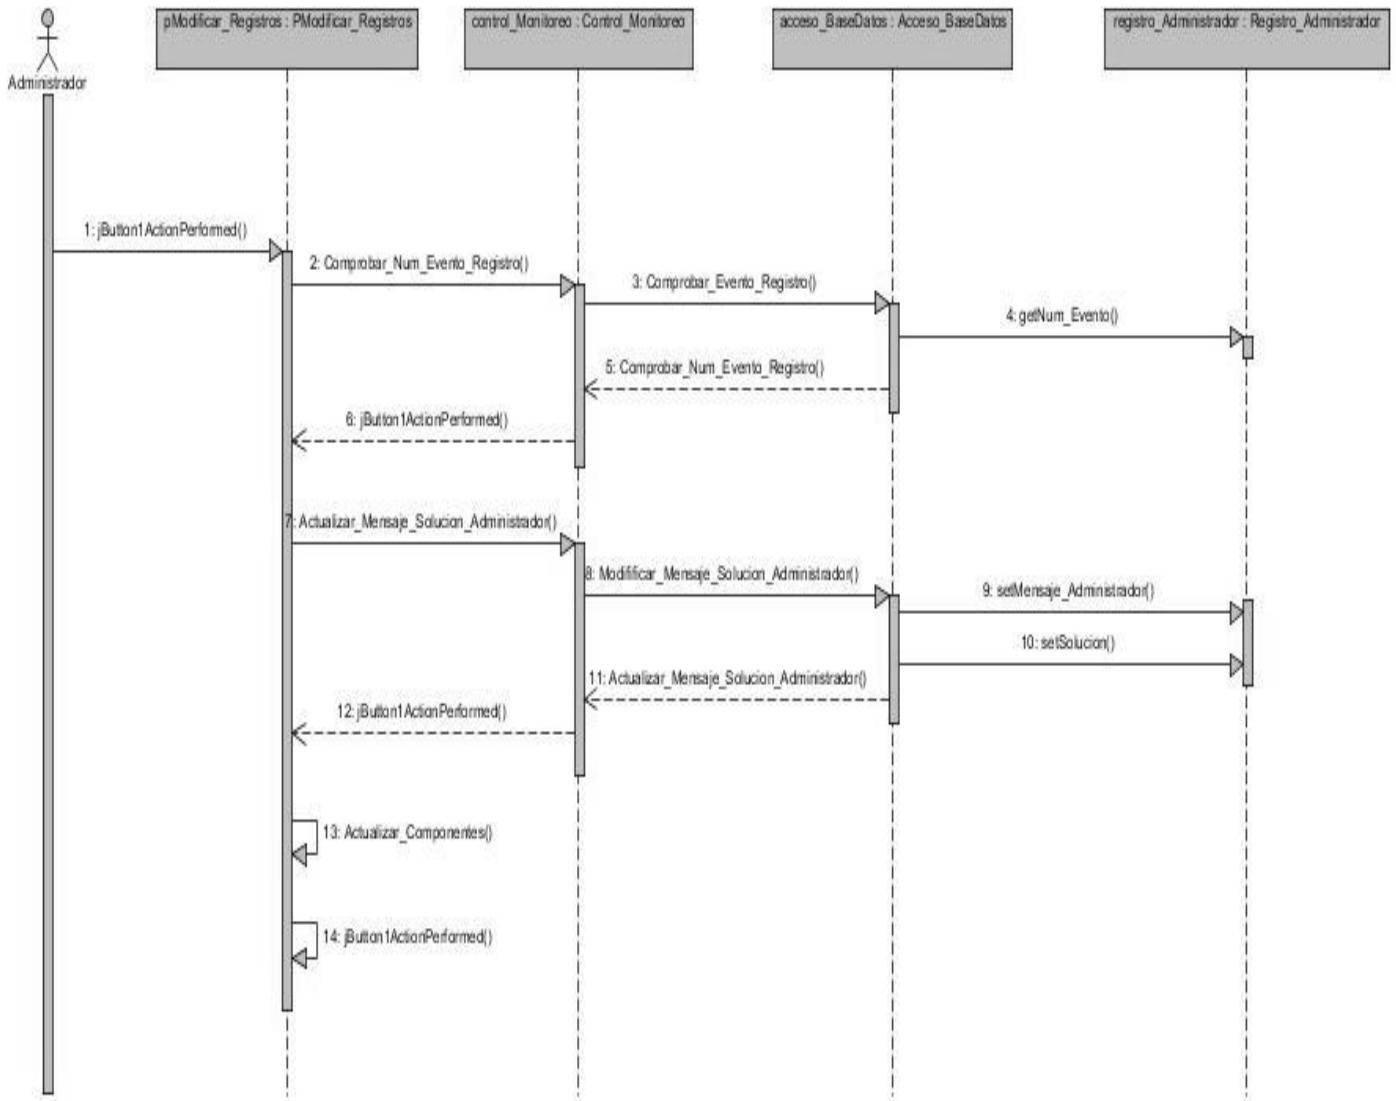 pModificar_Registros : PModificar_Registros
control_Monitoreo : Control_Monitoreo
acceso_BaseDatos : Acceso_BaseDatos
registro_Administrador : Registro_Administrador
Administrador
1: jButton1ActionPerformed()
2: Comprobar_Num_Evento_Registro()
3: Comprobar_Evento_Registro()
4: getNum_Evento()
5: Comprobar_Num_Evento_Registro()
6: jButton1ActionPerformed()
7: Actualizar_Mensaje_Solucion_Administrador()
8: Modifificar_Mensaje_Solucion_Administrador()
9: setMensaje_Administrador()
10: setSolucion()
11: Actualizar_Mensaje_Solucion_Administrador()
12: jButton1ActionPerformed()
13: Actualizar_Componentes()
14: jButton1ActionPerformed()